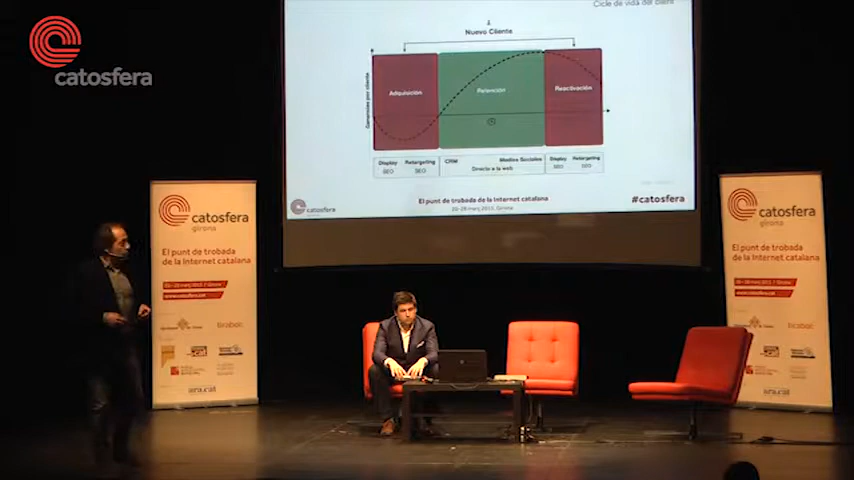 catosfera
Cicle de vida del client
Nuevo Cliente
Ganancias por cliente
Adquisición
Retención
Reactivación
Display
Retargeting
CRM
Medios Sociales
Display
Retargeting
SEO
SEO
Directo a la web
SEO
SEO
catosfera
El punt de trobada de la Internet catalana
#catosfera
catosfera
girona
El punt de trobada
de la Internet catalana
www.catosfera.cat
catosfera
girona
El punt de trobada
de la Internet catalana
www.catosfera.cat